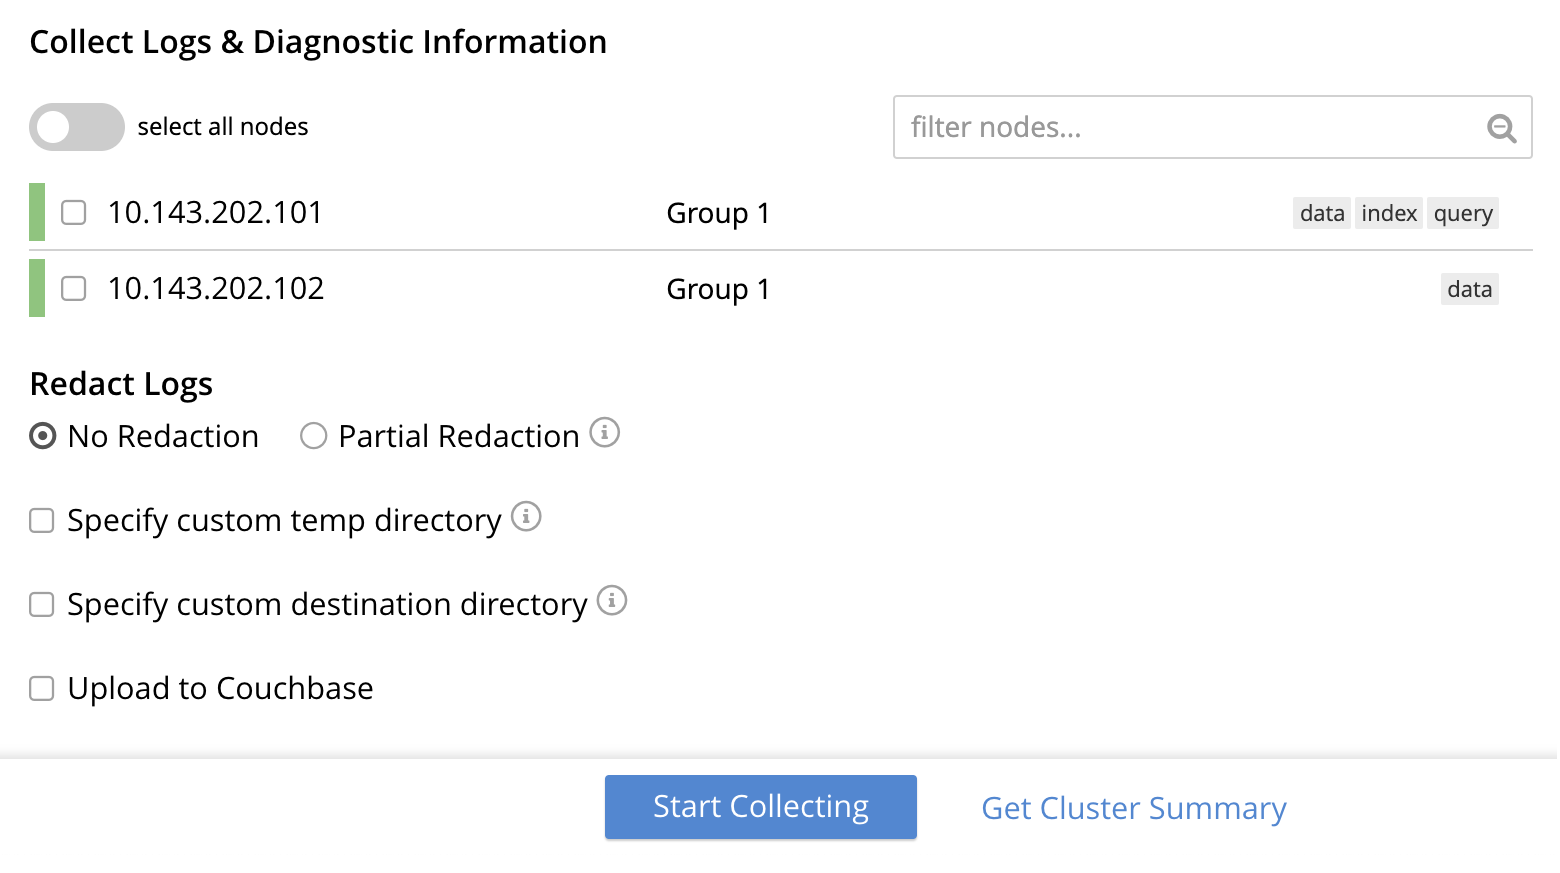 Collect Logs & Diagnostic Information
select all nodes
filter nodes...
10.143.202.101 Group 1 data index query
10.143.202.102 Group 1 data
Redact Logs
No Redaction Partial Redaction
Specify custom temp directory
Specify custom destination directory
Upload to Couchbase
Start Collecting Get Cluster Summary